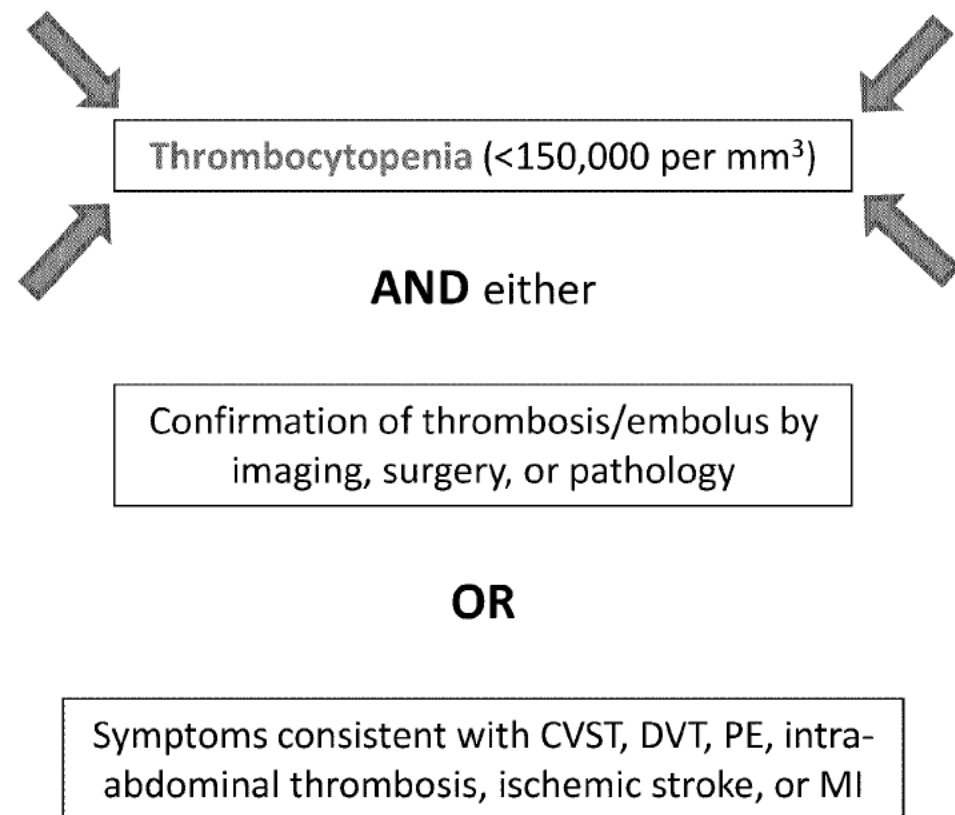 Thrombocytopenia (<150,000 per mm³)
AND either
Confirmation of thrombosis/embolus by
imaging, surgery, or pathology
OR
Symptoms consistent with CVST, DVT, PE, intra-
abdominal thrombosis, ischemic stroke, or MI